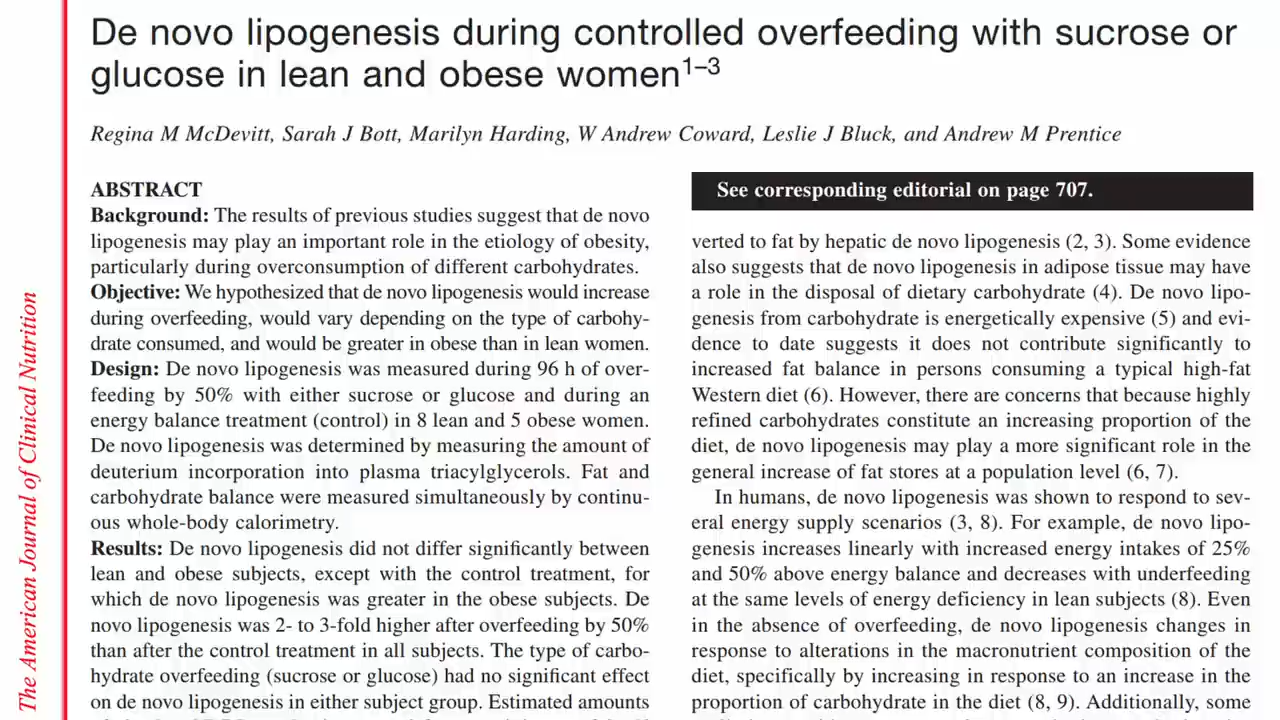 De novo lipogenesis during controlled overfeeding with sucrose or
glucose in lean and obese women1–3
Regina M McDevitt, Sarah J Bott, Marilyn Harding, W Andrew Coward, Leslie J Bluck, and Andrew M Prentice
ABSTRACT
Background: The results of previous studies suggest that de novo
lipogenesis may play an important role in the etiology of obesity,
particularly during overconsumption of different carbohydrates.
Objective: We hypothesized that de novo lipogenesis would increase
during overfeeding, would vary depending on the type of carbohy-
drate consumed, and would be greater in obese than in lean women.
Design: De novo lipogenesis was measured during 96 h of over-
feeding by 50% with either sucrose or glucose and during an
energy balance treatment (control) in 8 lean and 5 obese women.
De novo lipogenesis was determined by measuring the amount of
deuterium incorporation into plasma triacylglycerols. Fat and
carbohydrate balance were measured simultaneously by continu-
ous whole-body calorimetry.
Results: De novo lipogenesis did not differ significantly between
lean and obese subjects, except with the control treatment, for
which de novo lipogenesis was greater in the obese subjects. De
novo lipogenesis was 2- to 3-fold higher after overfeeding by 50%
than after the control treatment in all subjects. The type of carbo-
hydrate overfeeding (sucrose or glucose) had no significant effect
on de novo lipogenesis in either subject group. Estimated amounts
See corresponding editorial on page 707.
verted to fat by hepatic de novo lipogenesis (2, 3). Some evidence
also suggests that de novo lipogenesis in adipose tissue may have
a role in the disposal of dietary carbohydrate (4). De novo lipo-
genesis from carbohydrate is energetically expensive (5) and evi-
dence to date suggests it does not contribute significantly to
increased fat balance in persons consuming a typical high-fat
Western diet (6). However, there are concerns that because highly
refined carbohydrates constitute an increasing proportion of the
diet, de novo lipogenesis may play a more significant role in the
general increase of fat stores at a population level (6, 7).
In humans, de novo lipogenesis was shown to respond to sev-
eral energy supply scenarios (3, 8). For example, de novo lipo-
genesis increases linearly with increased energy intakes of 25%
and 50% above energy balance and decreases with underfeeding
at the same levels of energy deficiency in lean subjects (8). Even
in the absence of overfeeding, de novo lipogenesis changes in
response to alterations in the macronutrient composition of the
diet, specifically by increasing in response to an increase in the
proportion of carbohydrate in the diet (8, 9). Additionally, some
The American Journal of Clinical Nutrition